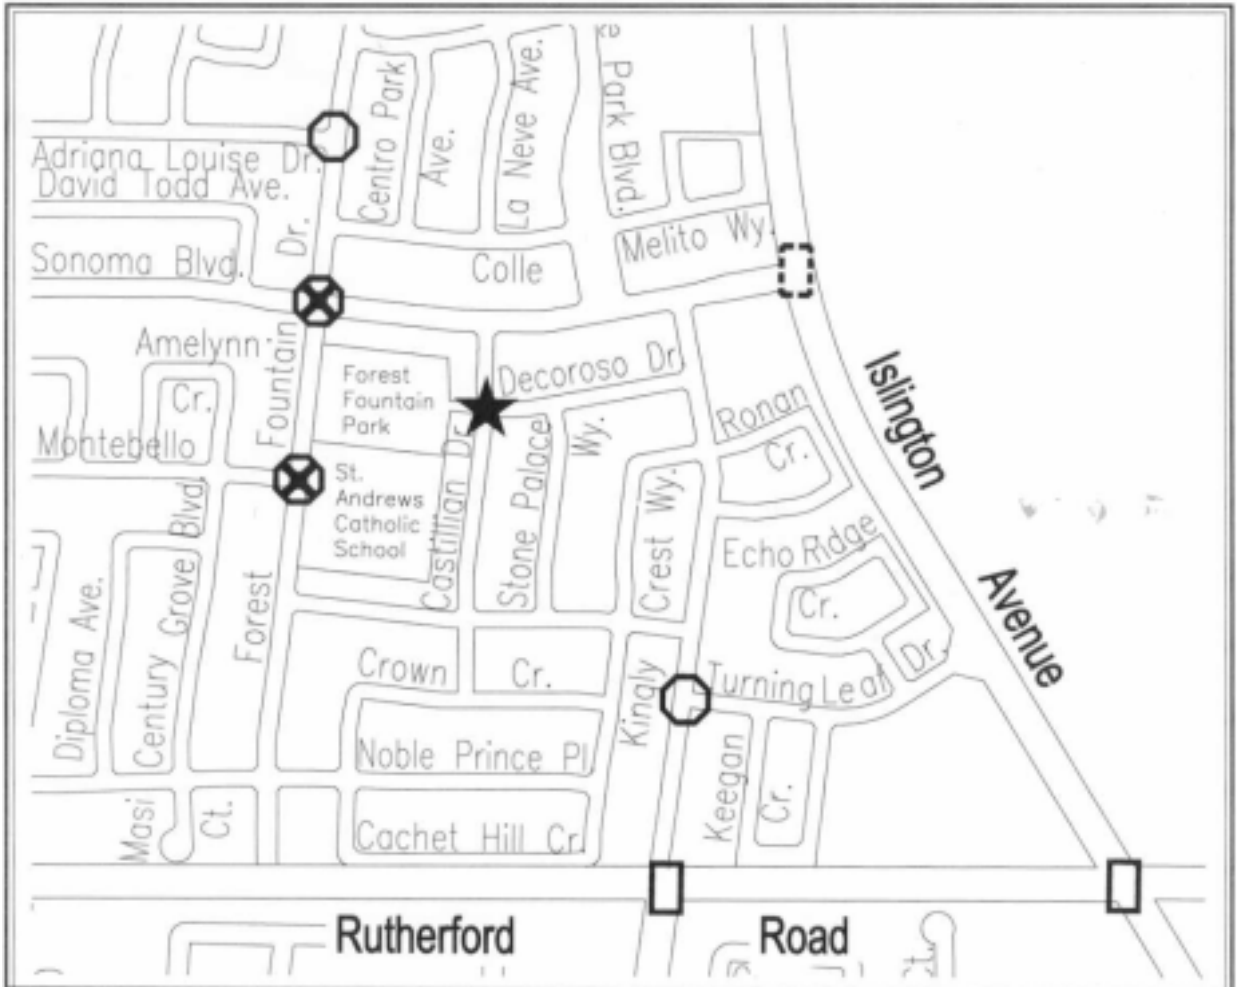 Park Blvd.
La Neve Ave.
Centro Park
Ave.
Adriana Louise Dr.
David Todd Ave.
Dr.
Melito Wy.
Sonoma Blvd.
Colle
Amelynn
Cr.
Fountain
Forest
Fountain
Park
Decoroso Dr.
Islington
Ronan
Cr.
Montebello
Wy.
St.
Andrews
Catholic
School
Castillian Dr.
Stone Palace
Crest Wy.
Blvd.
Echo Ridge
Cr.
Avenue
Diploma Ave.
Century Grove
Forest
Crown Cr.
Kingly
Turning Leaf Dr.
Noble Prince Pl.
Keegan
Cr.
Masi
Ct.
Cachet Hill Cr.
Rutherford Road
Ct.